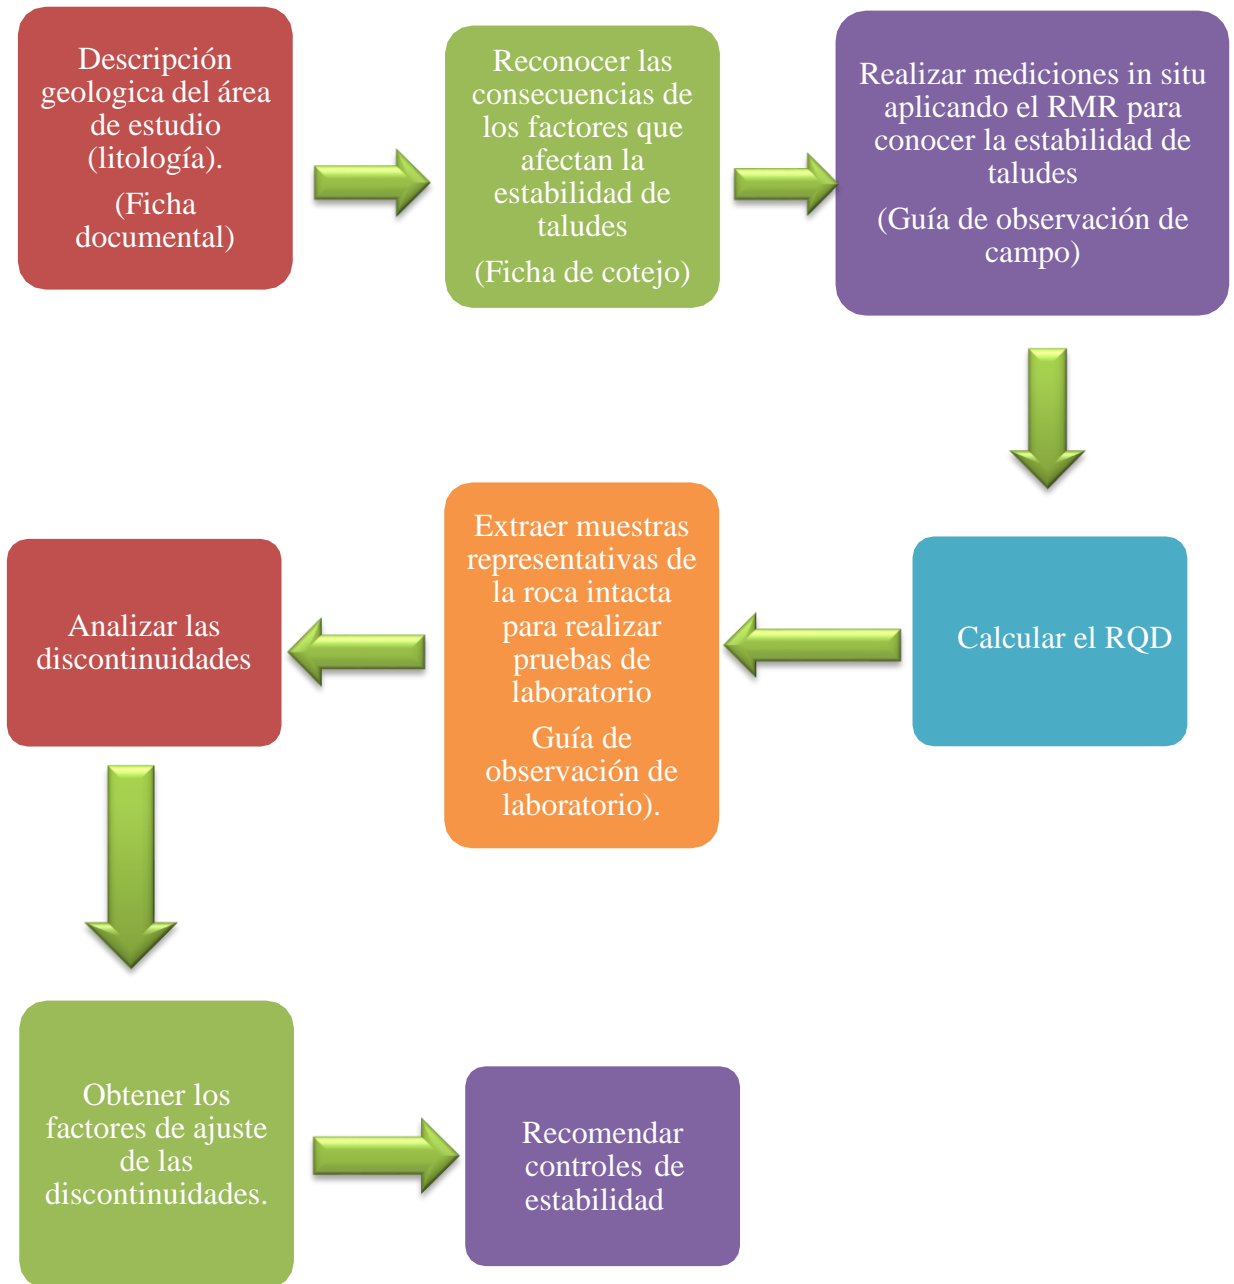 Descripción
geologica del área
de estudio
(litología).
(Ficha
documental)
Reconocer las
consecuencias de
los factores que
afectan la
estabilidad de
taludes
(Ficha de cotejo)
Realizar mediciones in situ
aplicando el RMR para
conocer la estabilidad de
taludes
(Guía de observación de
campo)
Calcular el RQD
Extraer muestras
representativas de
la roca intacta
para realizar
pruebas de
laboratorio
Guía de
observación de
laboratorio).
Analizar las
discontinuidades
Obtener los
factores de ajuste
de las
discontinuidades.
Recomendar
controles de
estabilidad